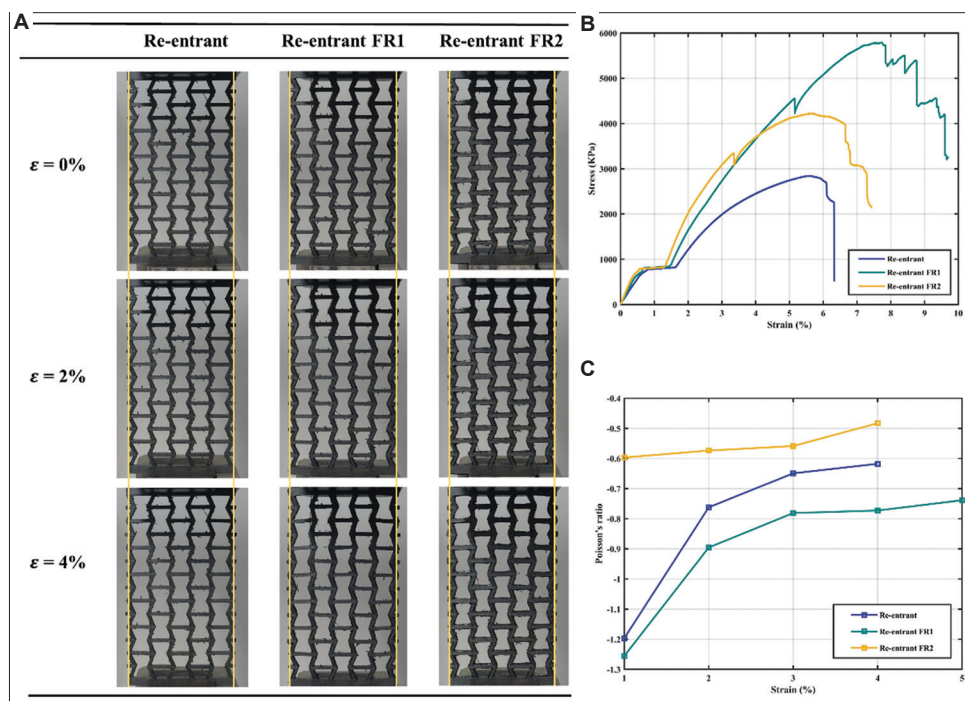 A
Re-entrant Re-entrant FR1 Re-entrant FR2
ε = 0%
ε = 2%
ε = 4%
B
6000
5000
4000
3000
2000
1000
0
Stress (KPa)
0 1 2 3 4 5 6 7 8 9 10
Strain (%)
Re-entrant
Re-entrant FR1
Re-entrant FR2
C
-0.4
-0.5
-0.6
-0.7
-0.8
-0.9
-1
-1.1
-1.2
-1.3
Poisson's ratio
1 2 3 4 5
Strain (%)
Re-entrant
Re-entrant FR1
Re-entrant FR2